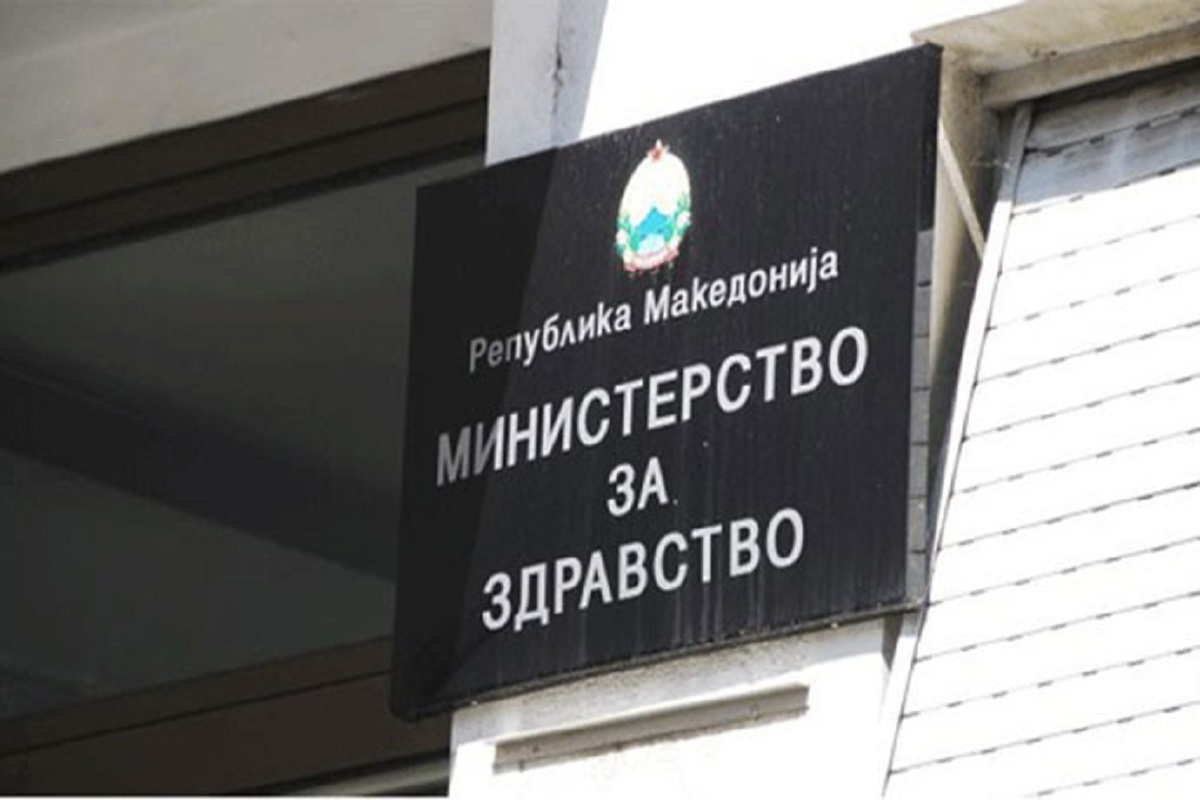 Република Македонија
МИНИСТЕРСТВО
ЗА
ЗДРАВСТВО